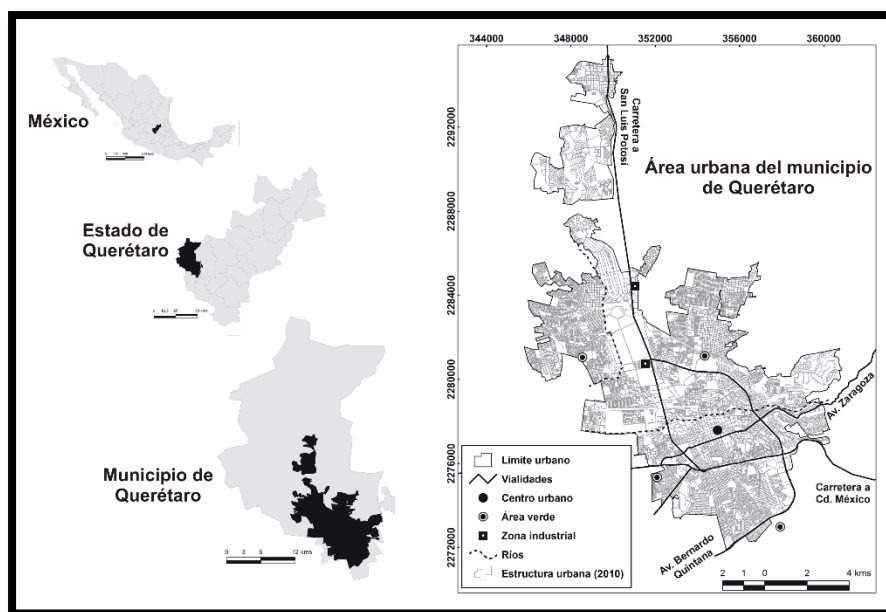 México
Estado de
Querétaro
Municipio de
Querétaro
0 6 12 kms
344000 348000 352000 356000 360000
2292000
2288000
2284000
2280000
2276000
2272000
Carretera a
San Luis Potosí
Área urbana del municipio
de Querétaro
Av. Zaragoza
Carretera a
Cd. México
Av. Bernardo
Quintana
Límite urbano
Vialidades
Centro urbano
Área verde
Zona industrial
Ríos
Estructura urbana (2010)
2 1 0 2 4 kms